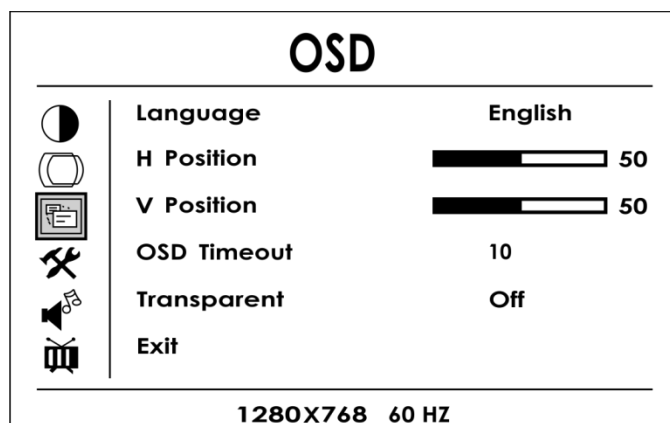 OSD
Language English
H Position 50
V Position 50
OSD Timeout 10
Transparent Off
Exit
1280X768 60 HZ